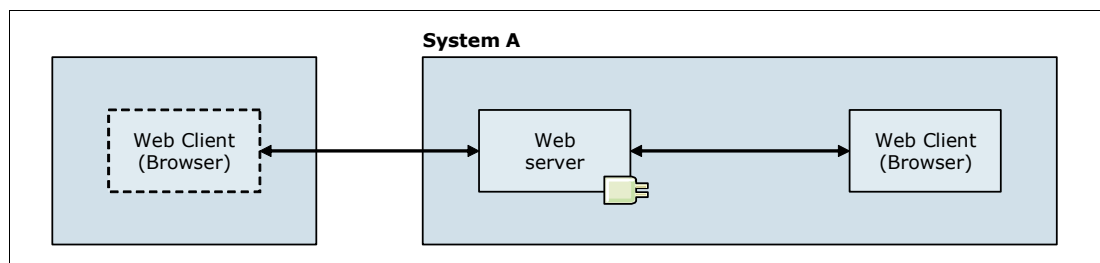 System A
Web Client
(Browser)
Web
server
Web Client
(Browser)